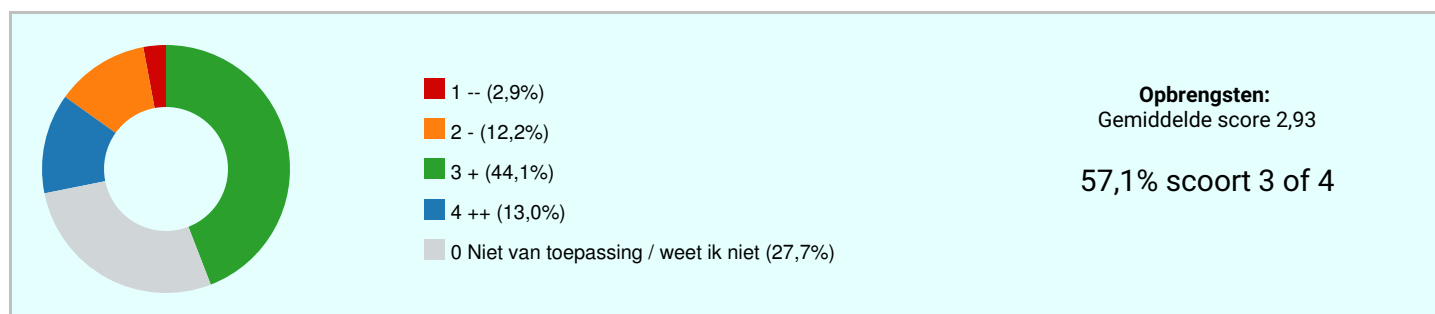 1 -- (2,9%)
2 - (12,2%)
3 + (44,1%)
4 ++ (13,0%)
0 Niet van toepassing / weet ik niet (27,7%)
Opbrengsten:
Gemiddelde score 2,93
57,1% scoort 3 of 4